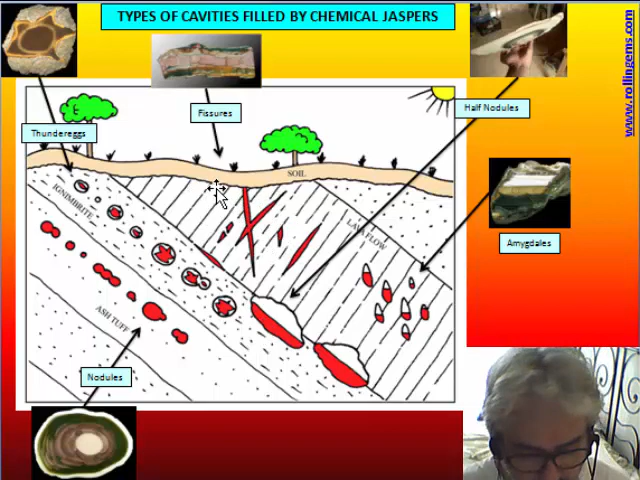 TYPES OF CAVITIES FILLED BY CHEMICAL JASPERS
www.rollingems.com
Half Nodules
Fissures
Thundereggs
SOIL
IGNIMBRITE
LAVA FLOW
Amygdales
ASH TUFF
Nodules